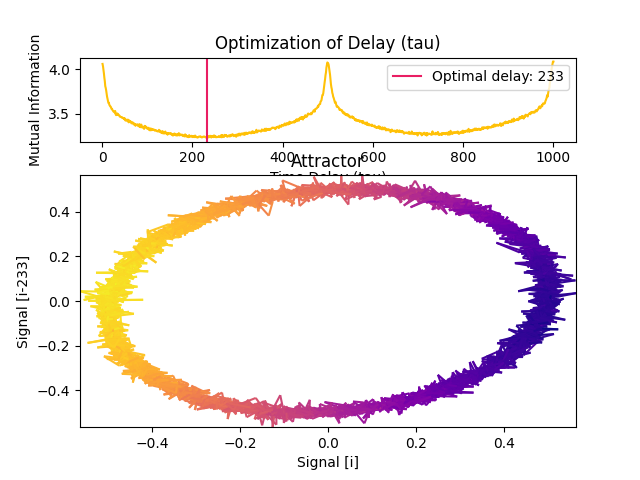 Optimization of Delay (tau)
Mutual Information
4.0
3.5
Optimal delay: 233
0 200 400 600 800 1000
Time Delay (tau)
Attractor
Signal [i-233]
0.4
0.2
0.0
−0.2
−0.4
−0.4 −0.2 0.0 0.2 0.4
Signal [i]